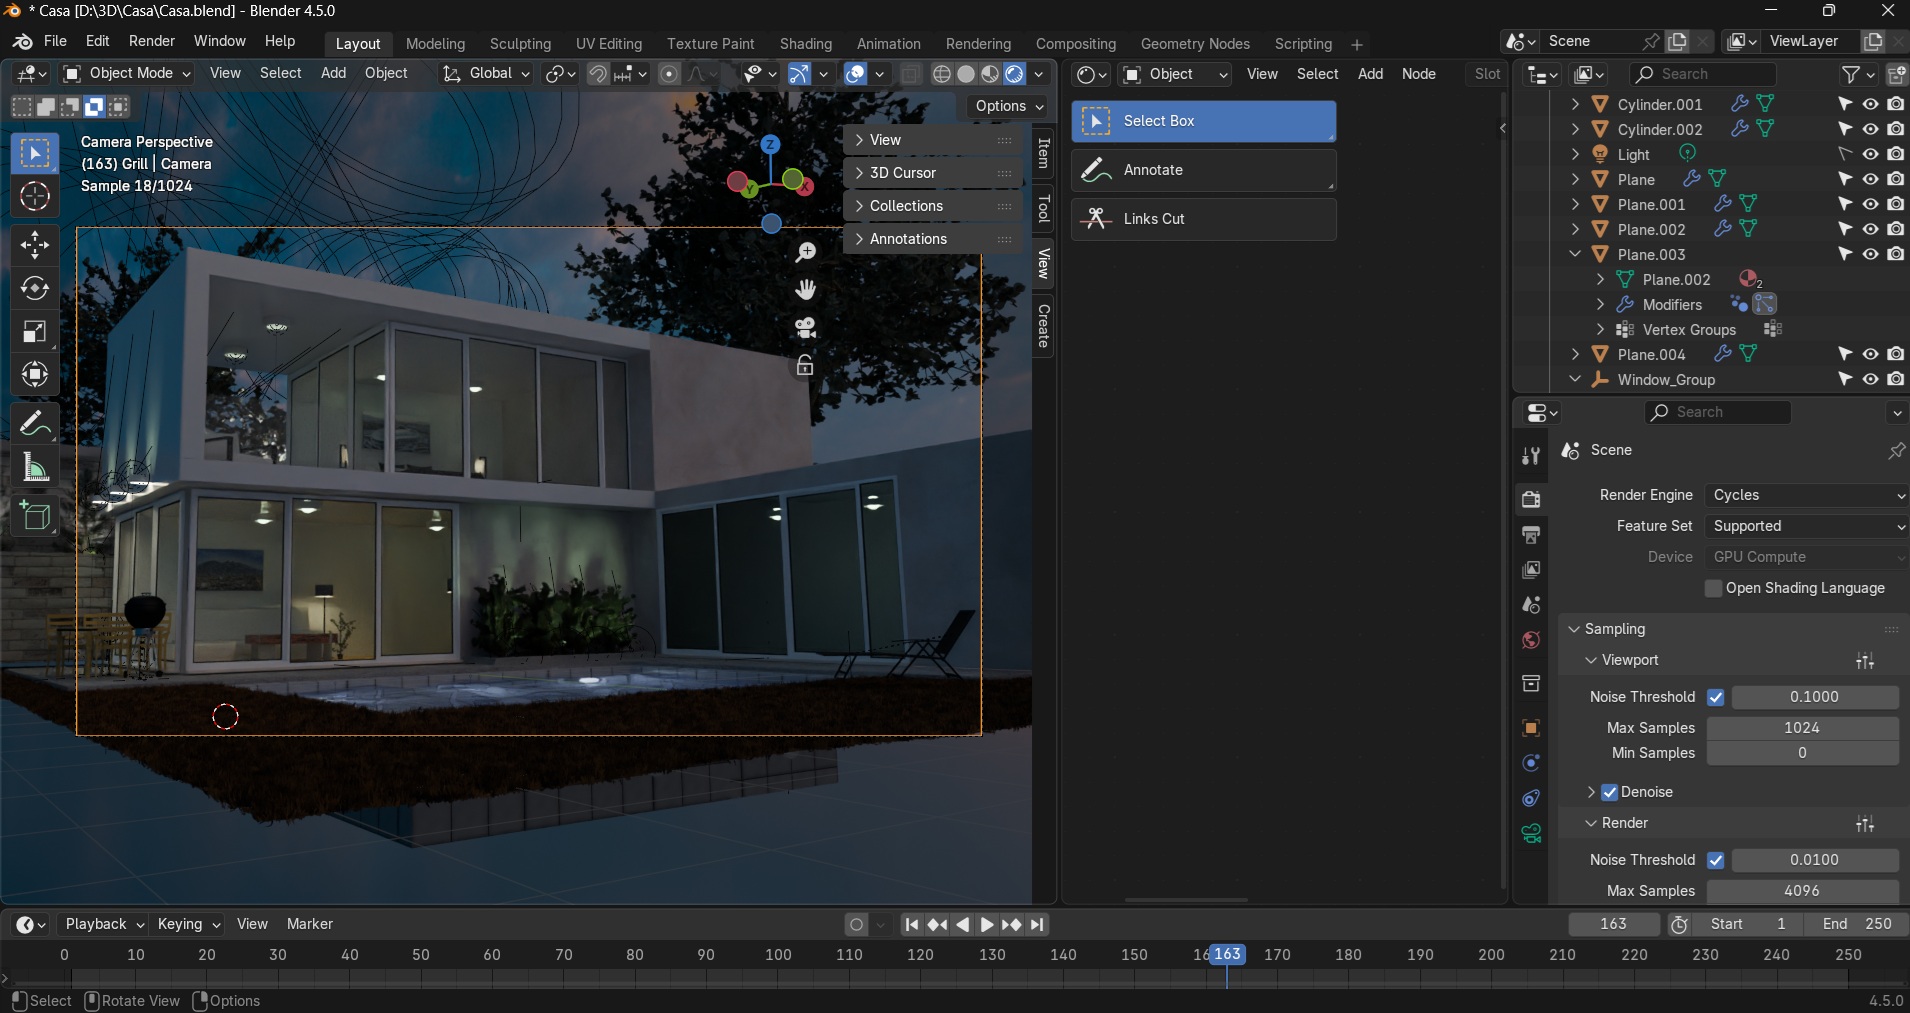 * Casa [D:\3D\Casa\Casa.blend] - Blender 4.5.0
File Edit Render Window Help Layout Modeling Sculpting UV Editing Texture Paint Shading Animation Rendering Compositing Geometry Nodes Scripting + Scene ViewLayer
Object Mode View Select Add Object Global
Options
Camera Perspective
(163) Grill | Camera
Sample 18/1024
Z
Y
X
View
3D Cursor
Collections
Annotations
Item
Tool
View
Create
Object View Select Add Node Slot
Select Box
Annotate
Links Cut
Search
Cylinder.001
Cylinder.002
Light
Plane
Plane.001
Plane.002
Plane.003
Plane.002 2
Modifiers
Vertex Groups
Plane.004
Window_Group
Search
Scene
Render Engine Cycles
Feature Set Supported
Device GPU Compute
Open Shading Language
Sampling
Viewport
Noise Threshold 0.1000
Max Samples 1024
Min Samples 0
Denoise
Render
Noise Threshold 0.0100
Max Samples 4096
Playback Keying View Marker 163 Start 1 End 250
0 10 20 30 40 50 60 70 80 90 100 110 120 130 140 150 16 163 170 180 190 200 210 220 230 240 250
Select Rotate View Options 4.5.0